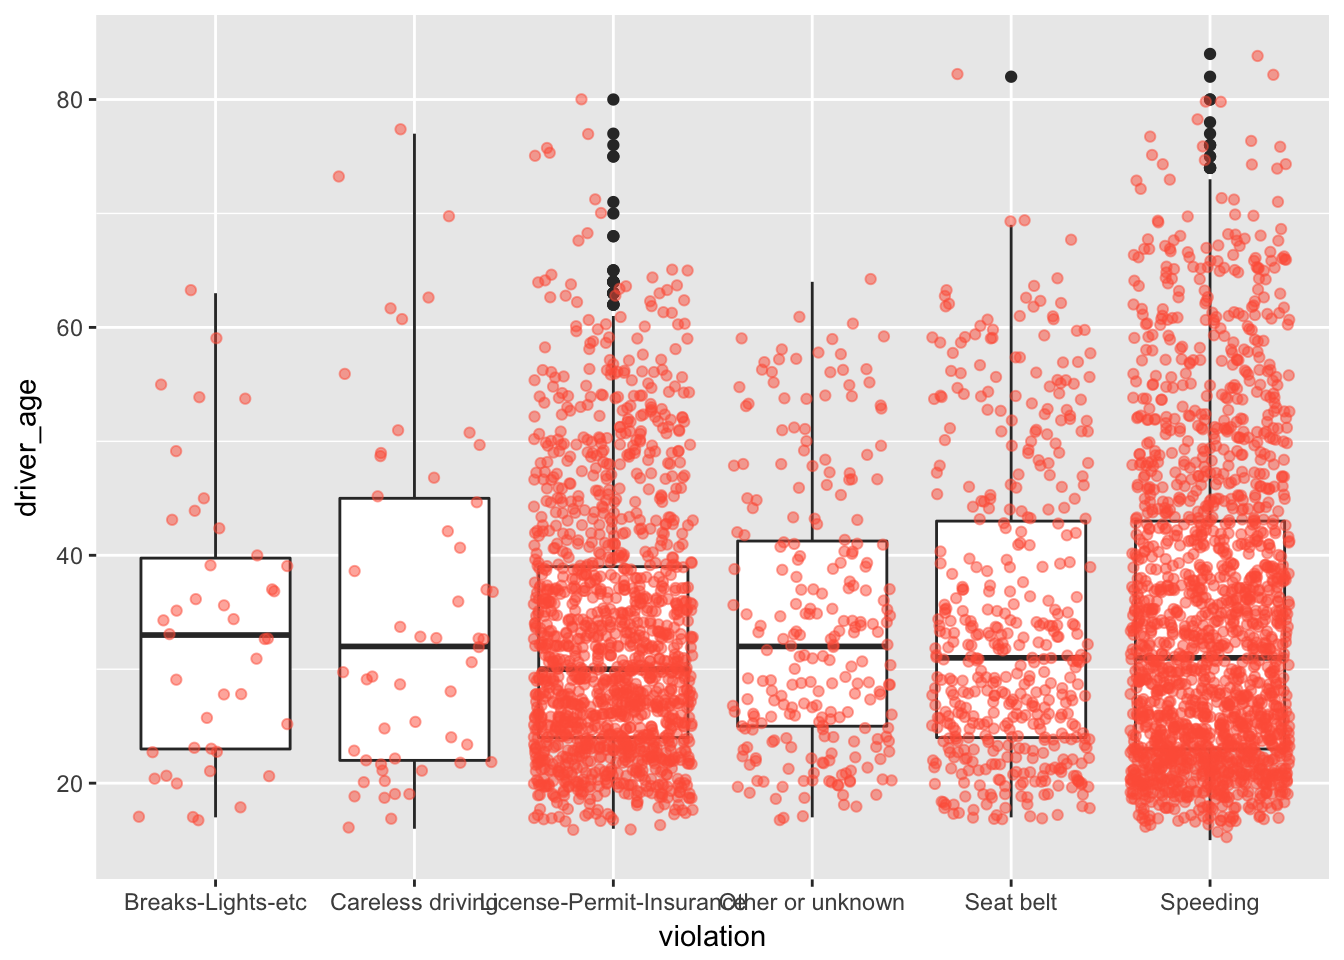 80
60
40
20
driver_age
Breaks-Lights-etc
Careless driving
License-Permit-Insurance
Other or unknown
Seat belt
Speeding
violation